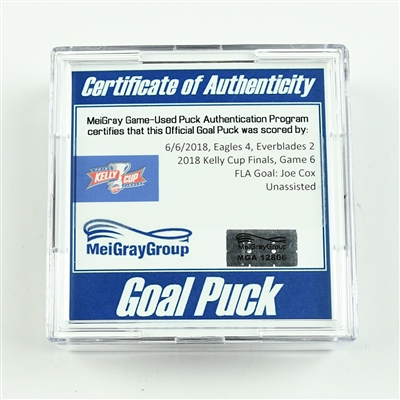 Certificate of Authenticity
MeiGray Game-Used Puck Authentication Program
certifies that this Official Goal Puck was scored by:
6/6/2018, Eagles 4, Everblades 2
2018 Kelly Cup Finals, Game 6
FLA Goal: Joe Cox
Unassisted
KELLY CUP
MeiGrayGroup
MeiGrayGroup
MGA 12806
Goal Puck